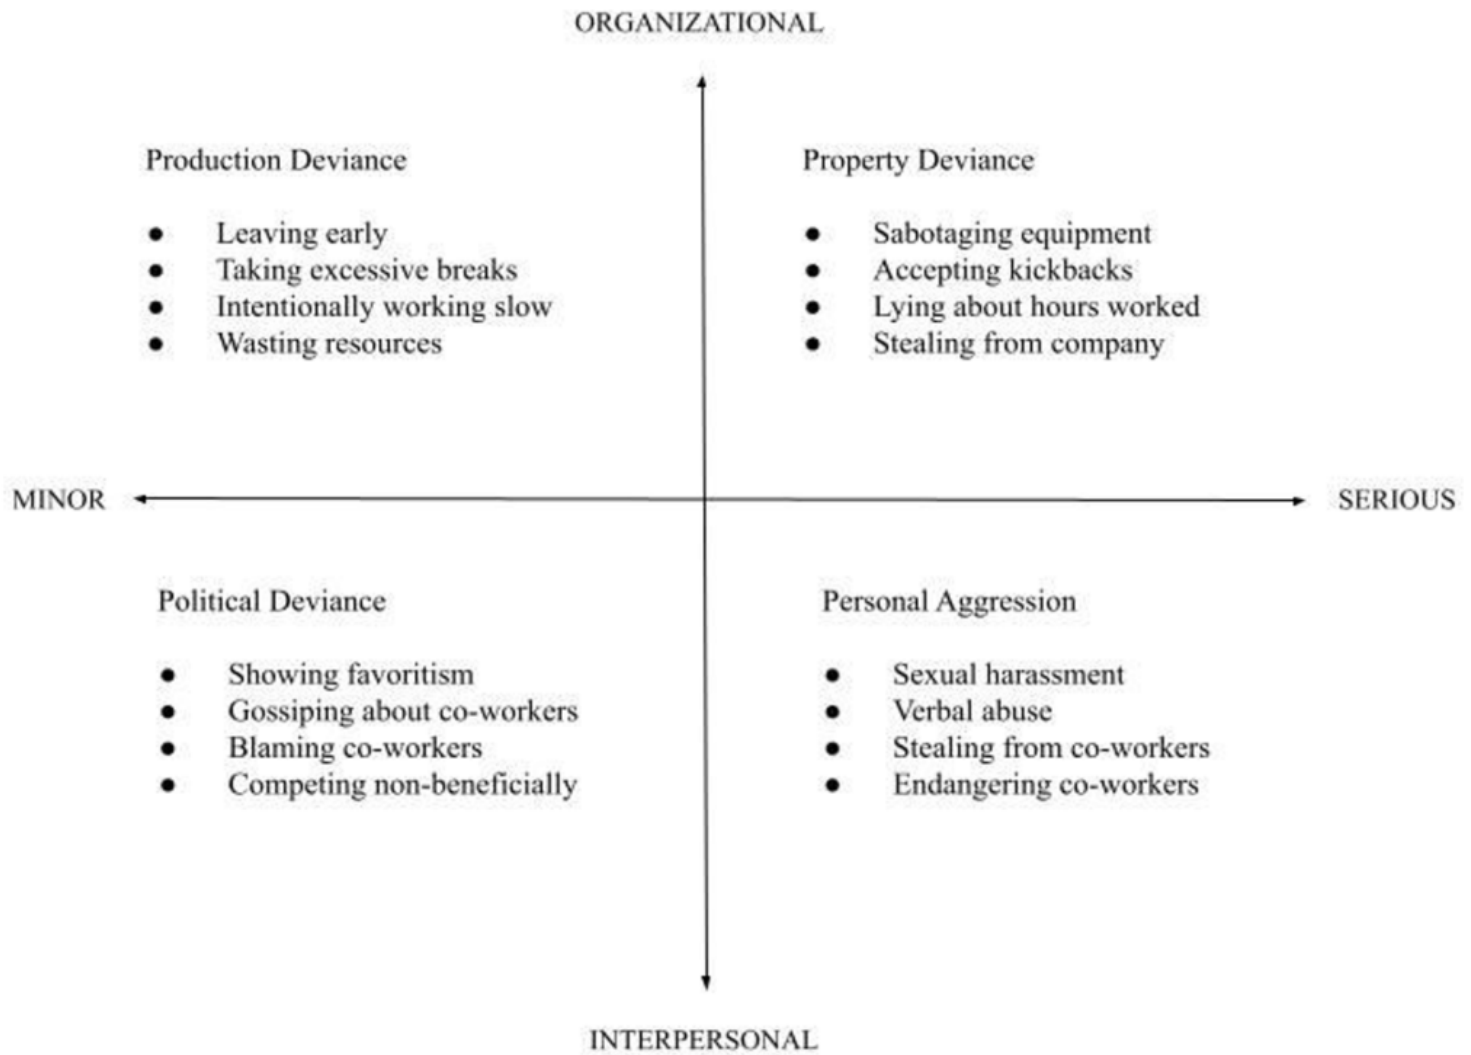 ORGANIZATIONAL
Production Deviance
● Leaving early
● Taking excessive breaks
● Intentionally working slow
● Wasting resources
Property Deviance
● Sabotaging equipment
● Accepting kickbacks
● Lying about hours worked
● Stealing from company
MINOR
SERIOUS
Political Deviance
● Showing favoritism
● Gossiping about co-workers
● Blaming co-workers
● Competing non-beneficially
Personal Aggression
● Sexual harassment
● Verbal abuse
● Stealing from co-workers
● Endangering co-workers
INTERPERSONAL